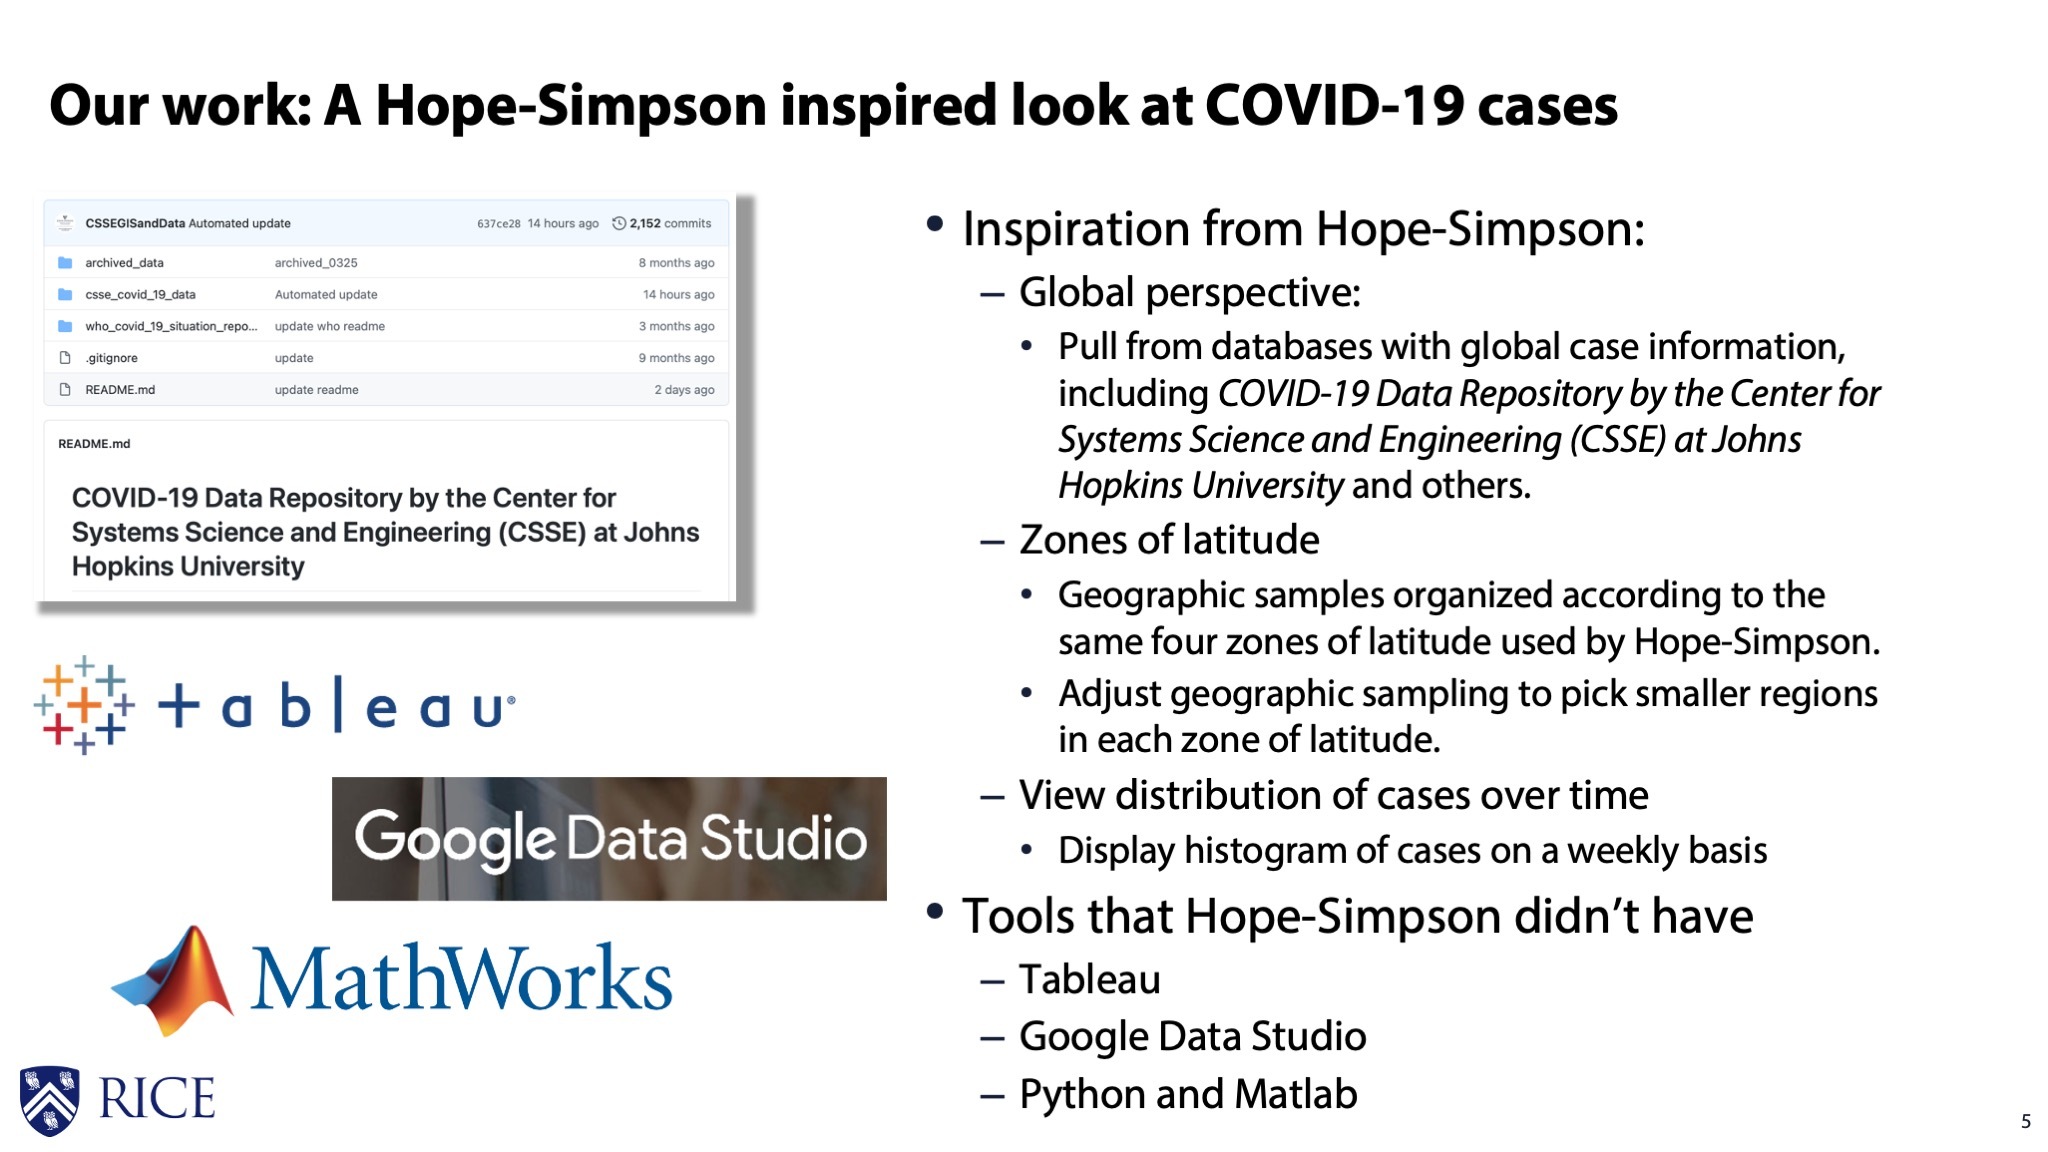 Our work: A Hope-Simpson inspired look at COVID-19 cases
CSSEGISandData Automated update 637ce28 14 hours ago 2,152 commits
archived_data archived_0325 8 months ago
csse_covid_19_data Automated update 14 hours ago
who_covid_19_situation_repo... update who readme 3 months ago
.gitignore update 9 months ago
README.md update readme 2 days ago
README.md
COVID-19 Data Repository by the Center for
Systems Science and Engineering (CSSE) at Johns
Hopkins University
+ableau®
Google Data Studio
MathWorks
RICE
• Inspiration from Hope-Simpson:
– Global perspective:
• Pull from databases with global case information,
including COVID-19 Data Repository by the Center for
Systems Science and Engineering (CSSE) at Johns
Hopkins University and others.
– Zones of latitude
• Geographic samples organized according to the
same four zones of latitude used by Hope-Simpson.
• Adjust geographic sampling to pick smaller regions
in each zone of latitude.
– View distribution of cases over time
• Display histogram of cases on a weekly basis
• Tools that Hope-Simpson didn’t have
– Tableau
– Google Data Studio
– Python and Matlab
5